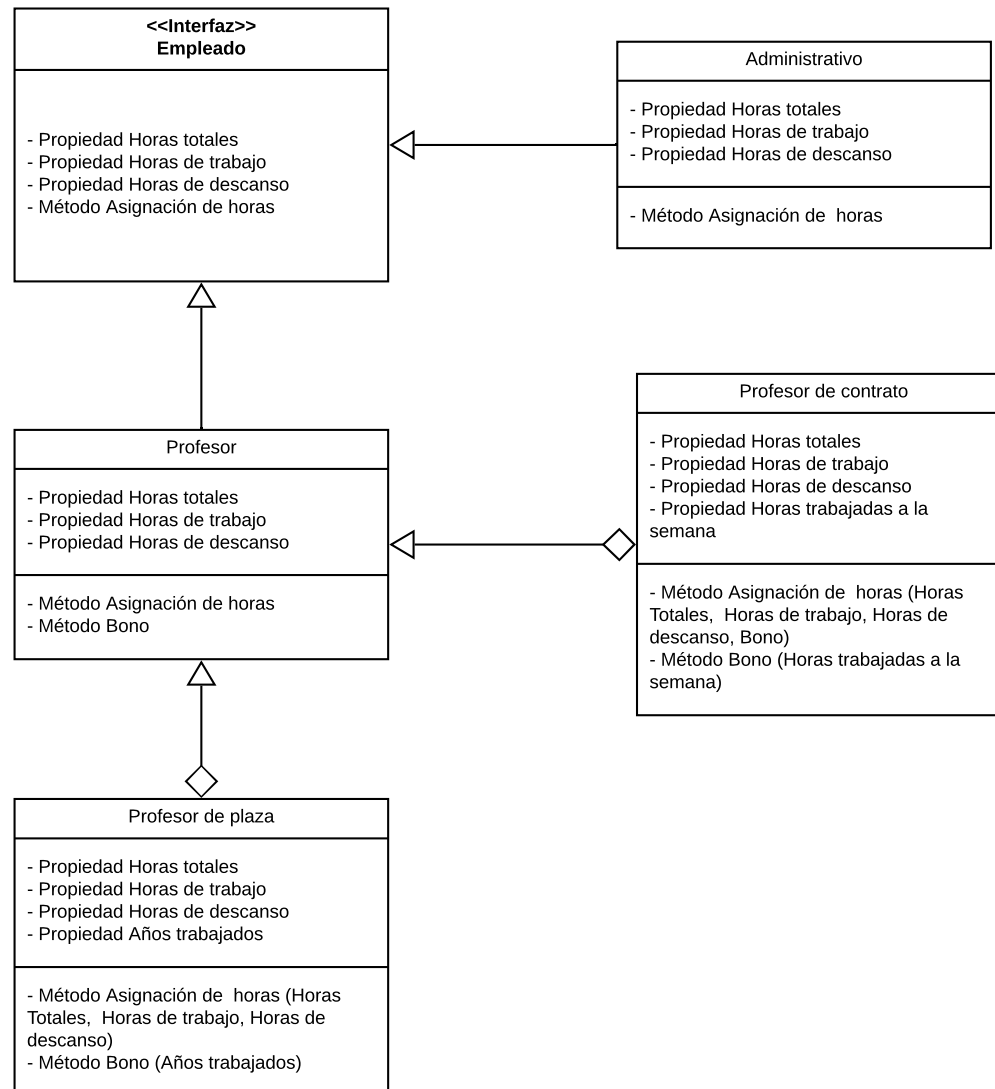 <<Interfaz>>
Empleado
- Propiedad Horas totales
- Propiedad Horas de trabajo
- Propiedad Horas de descanso
- Método Asignación de horas
Administrativo
- Propiedad Horas totales
- Propiedad Horas de trabajo
- Propiedad Horas de descanso
- Método Asignación de  horas
Profesor
- Propiedad Horas totales
- Propiedad Horas de trabajo
- Propiedad Horas de descanso
- Método Asignación de horas
- Método Bono
Profesor de contrato
- Propiedad Horas totales
- Propiedad Horas de trabajo
- Propiedad Horas de descanso
- Propiedad Horas trabajadas a la
semana
- Método Asignación de  horas (Horas
Totales,  Horas de trabajo, Horas de
descanso, Bono)
- Método Bono (Horas trabajadas a la
semana)
Profesor de plaza
- Propiedad Horas totales
- Propiedad Horas de trabajo
- Propiedad Horas de descanso
- Propiedad Años trabajados
- Método Asignación de  horas (Horas
Totales,  Horas de trabajo, Horas de
descanso)
- Método Bono (Años trabajados)